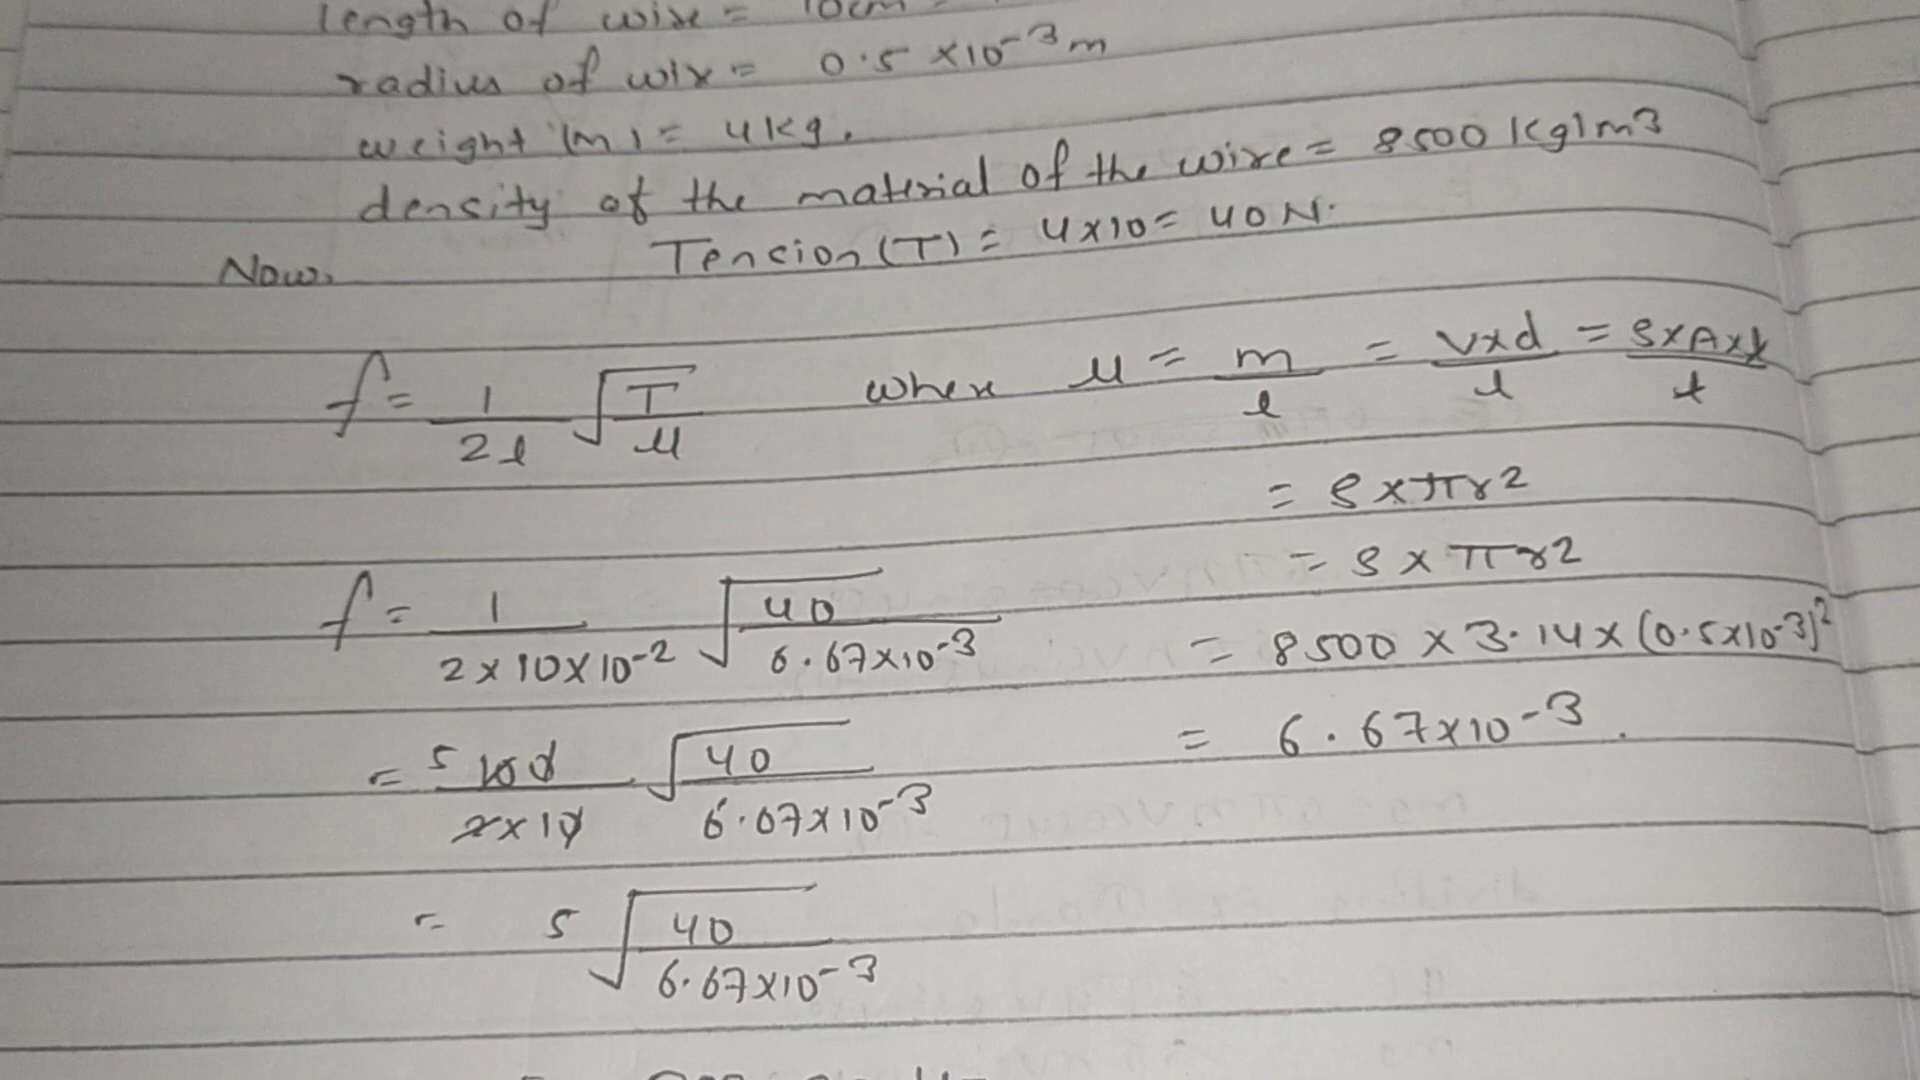 length of wire = 10cm
radius of wire = 0.5 × 10-3 m
weight (m) = 4kg.
density of the material of the wire = 8500 kg/m3
Now, Tension (T) = 4×10 = 40 N.
f = 1/2l √T/μ where μ = m/l = V×d/l = ρ×A×l/l
= ρ×πr2
= ρ × πr2
f = 1/2×10×10-2 √40/6.67×10-3 = 8500 × 3.14 × (0.5×10-3)2
= 5 100/2×10 √40/6.67×10-3 = 6.67×10-3.
= 5 √40/6.67×10-3